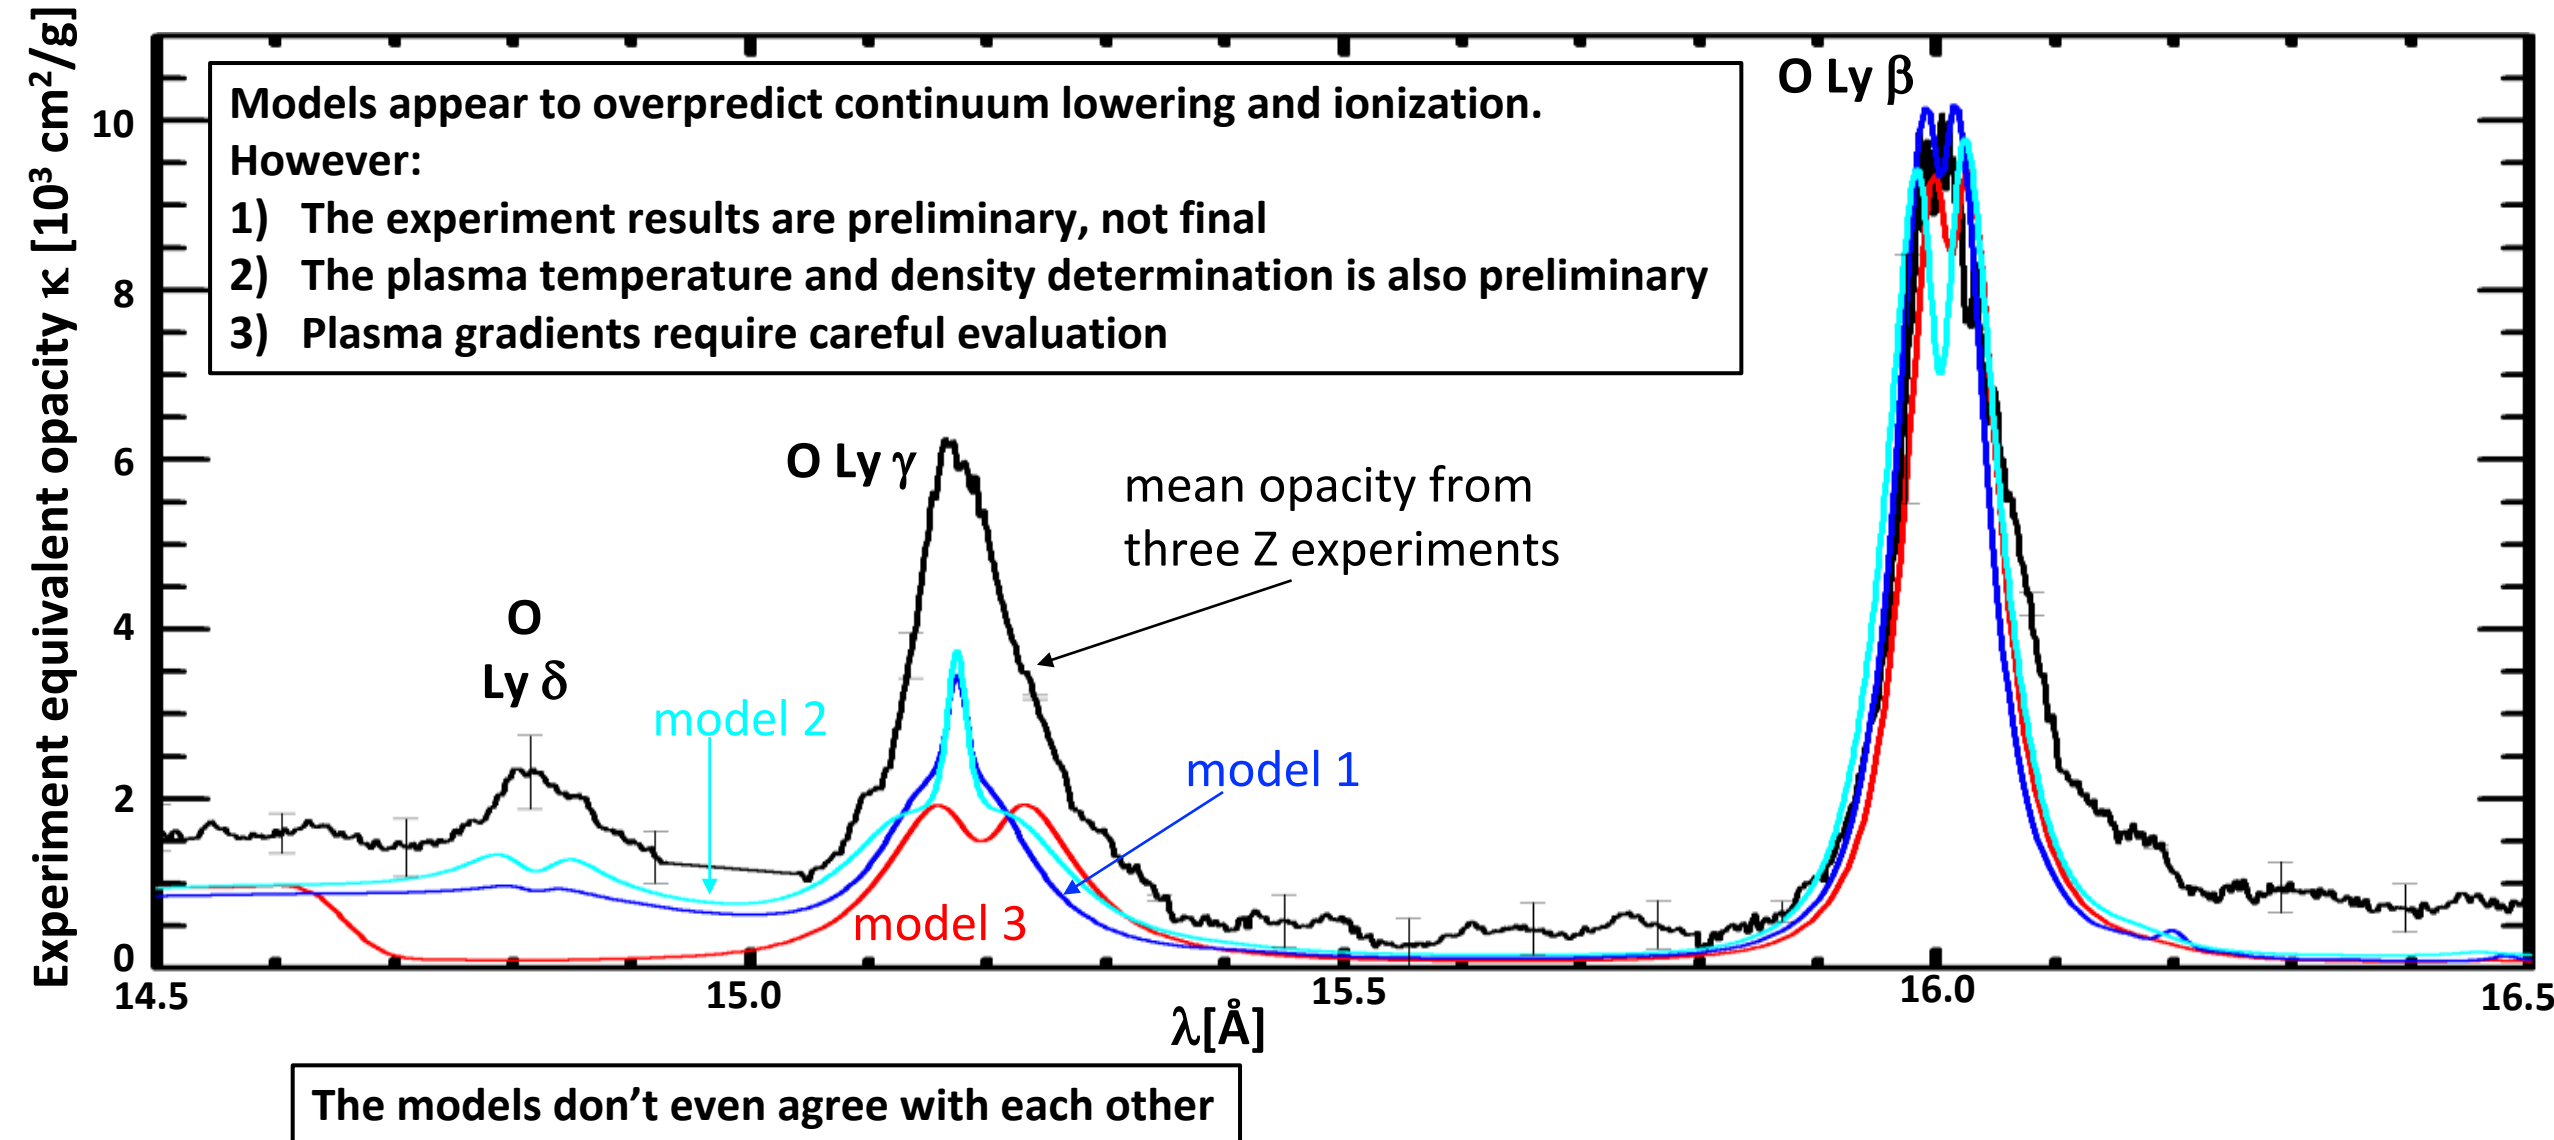 Experiment equivalent opacity κ [10³ cm²/g]
Models appear to overpredict continuum lowering and ionization.
However:
1) The experiment results are preliminary, not final
2) The plasma temperature and density determination is also preliminary
3) Plasma gradients require careful evaluation
O Ly β
O Ly γ
mean opacity from
three Z experiments
O
Ly δ
model 2
model 1
model 3
10
8
6
4
2
0
14.5
15.0
15.5
16.0
16.5
λ[Å]
The models don’t even agree with each other